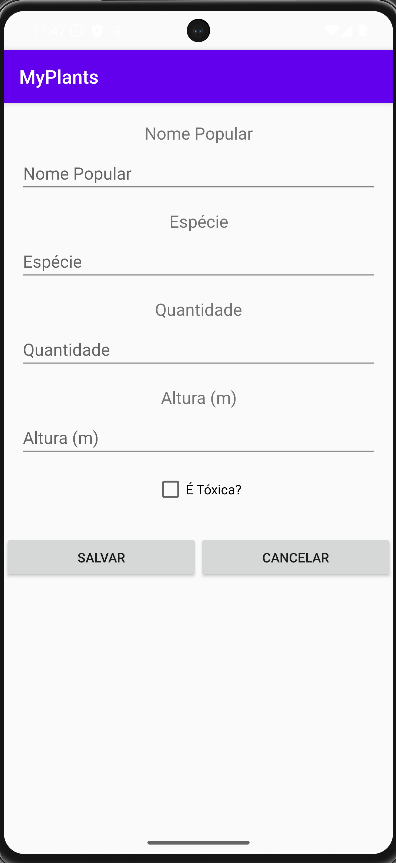 MyPlants
Nome Popular
Nome Popular
Espécie
Espécie
Quantidade
Quantidade
Altura (m)
Altura (m)
É Tóxica?
SALVAR CANCELAR